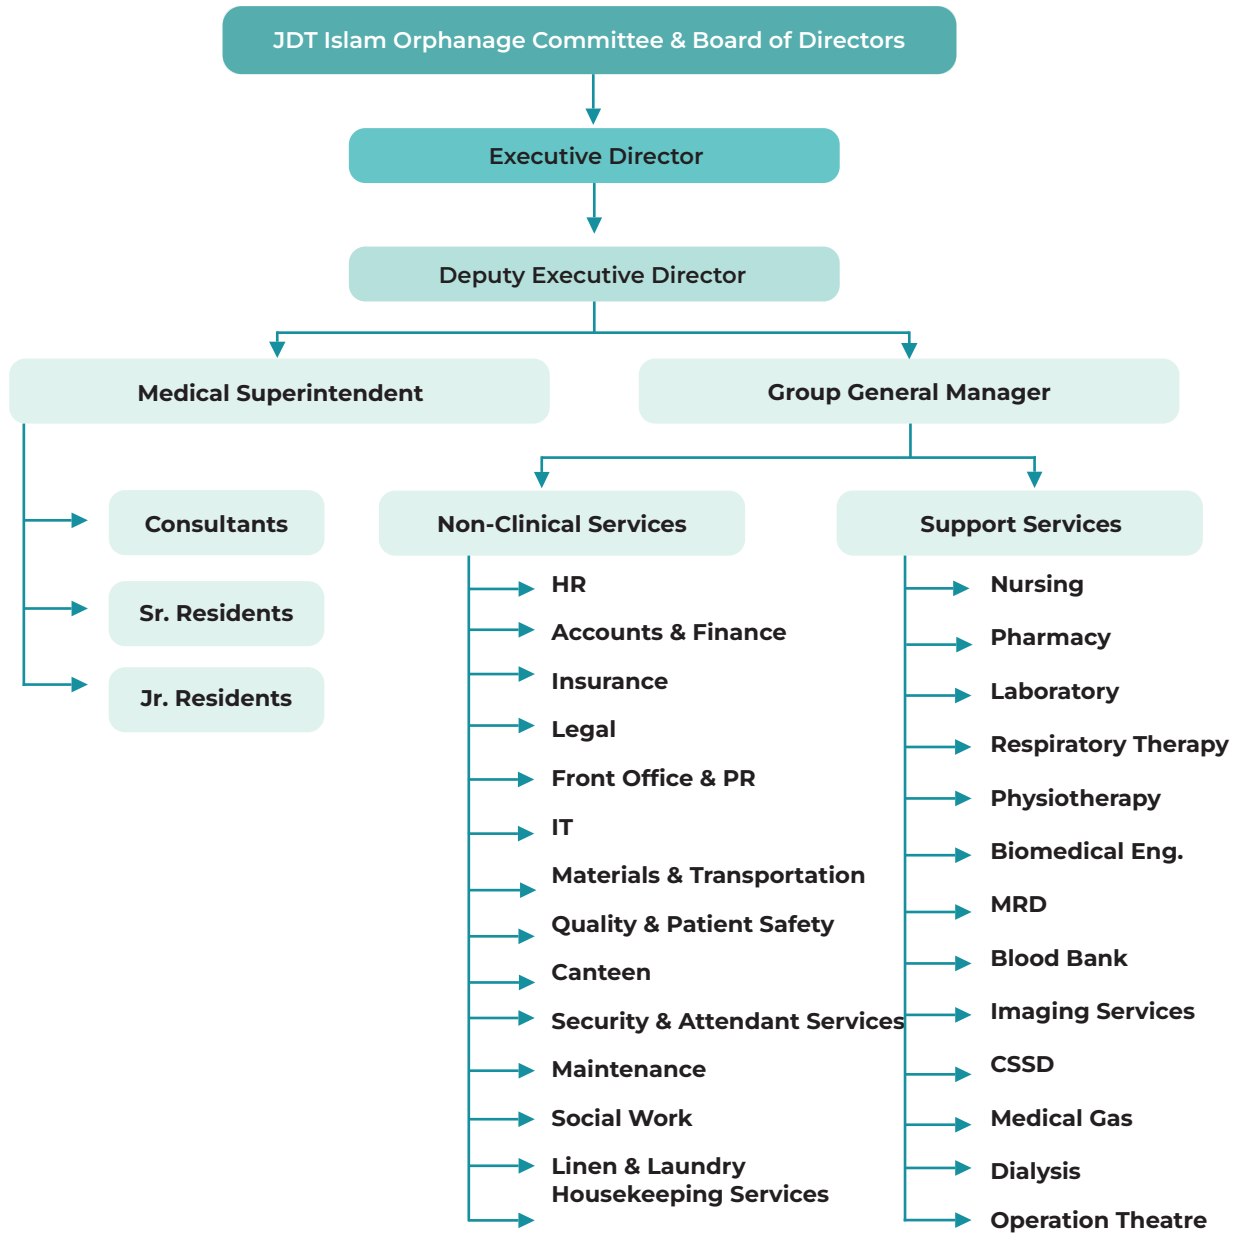 JDT Islam Orphanage Committee & Board of Directors
Executive Director
Deputy Executive Director
Medical Superintendent
Group General Manager
Consultants
Sr. Residents
Jr. Residents
Non-Clinical Services
HR
Accounts & Finance
Insurance
Legal
Front Office & PR
IT
Materials & Transportation
Quality & Patient Safety
Canteen
Security & Attendant Services
Maintenance
Social Work
Linen & Laundry
Housekeeping Services
Support Services
Nursing
Pharmacy
Laboratory
Respiratory Therapy
Physiotherapy
Biomedical Eng.
MRD
Blood Bank
Imaging Services
CSSD
Medical Gas
Dialysis
Operation Theatre